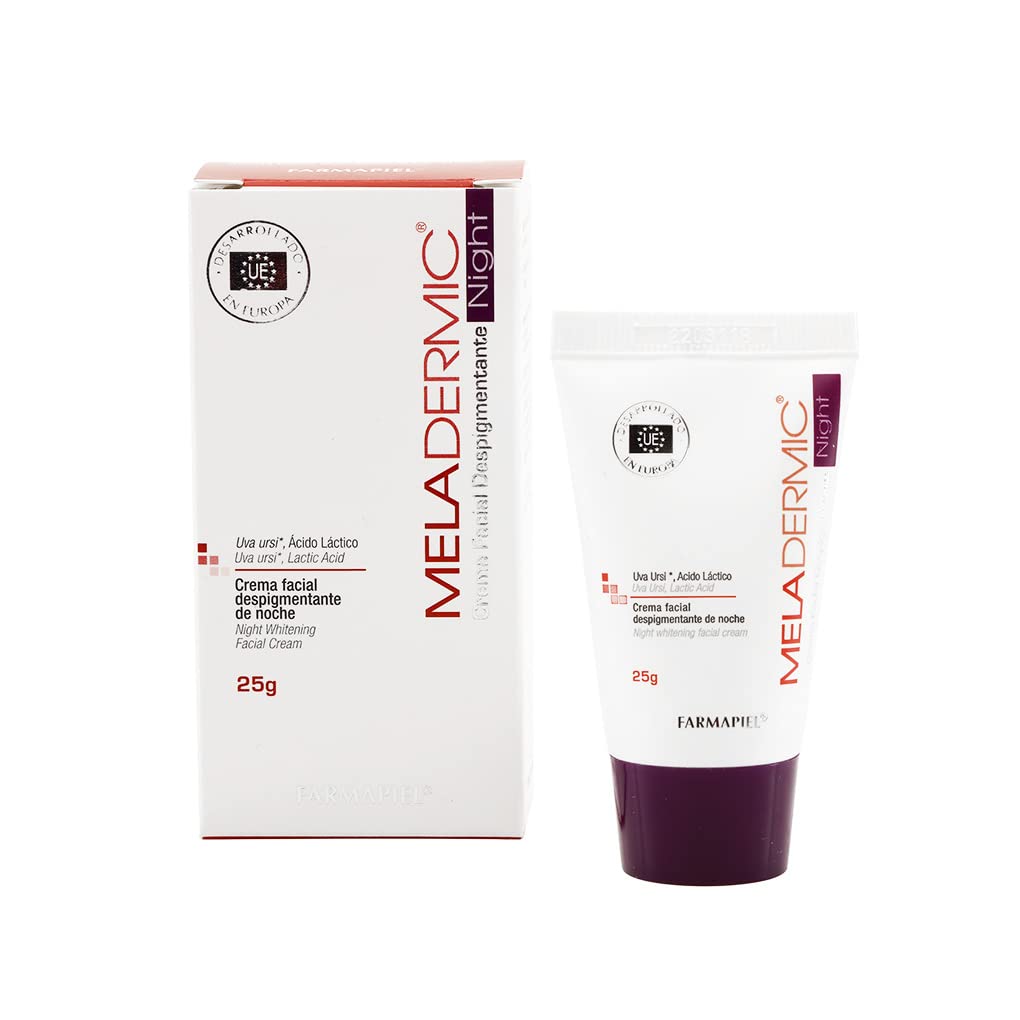 FARMAPIEL
DESARROLLADO
UE
EN EUROPA
MELADERMIC®
Night
Crema Facial Despigmentante
Uva ursi*, Ácido Láctico
Uva ursi*, Lactic Acid
Crema facial
despigmentante
de noche
Night Whitening
Facial Cream
25g
FARMAPIEL®
DESARROLLADO
UE
EN EUROPA
MELADERMIC®
Night
Uva Ursi *, Acido Láctico
Uva Ursi, Lactic Acid
Crema facial
despigmentante de noche
Night whitening facial cream
25g
FARMAPIEL®